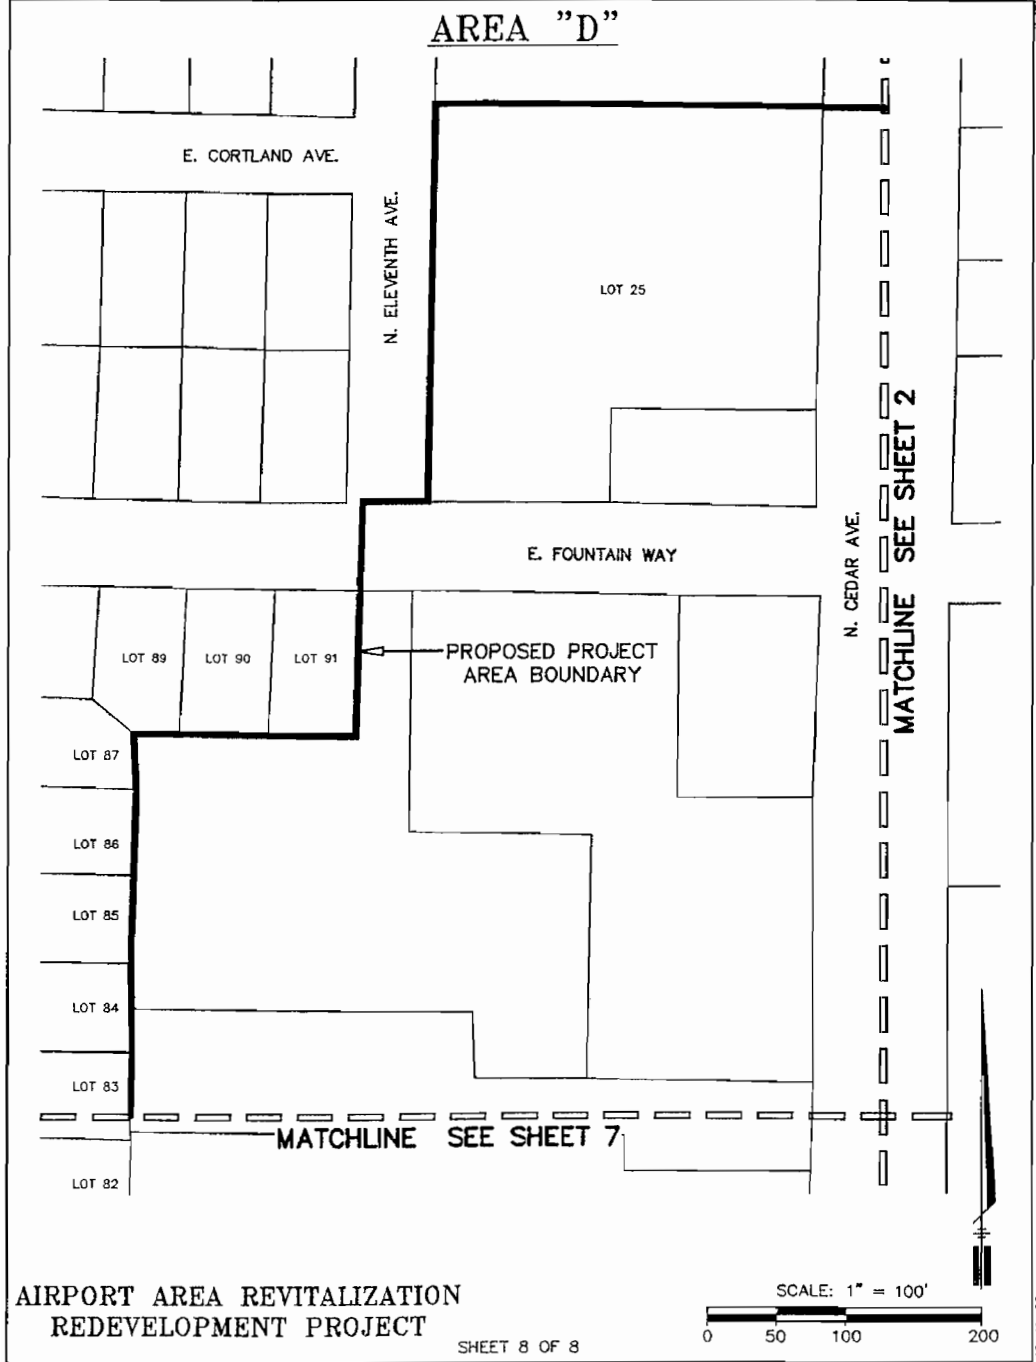 AREA "D"
E. CORTLAND AVE.
N. ELEVENTH AVE.
LOT 25
MATCHLINE SEE SHEET 2
N. CEDAR AVE.
E. FOUNTAIN WAY
LOT 89
LOT 90
LOT 91
PROPOSED PROJECT
AREA BOUNDARY
LOT 87
LOT 86
LOT 85
LOT 84
LOT 83
MATCHLINE SEE SHEET 7
LOT 82
AIRPORT AREA REVITALIZATION
REDEVELOPMENT PROJECT
SHEET 8 OF 8
SCALE: 1" = 100'
0 50 100 200